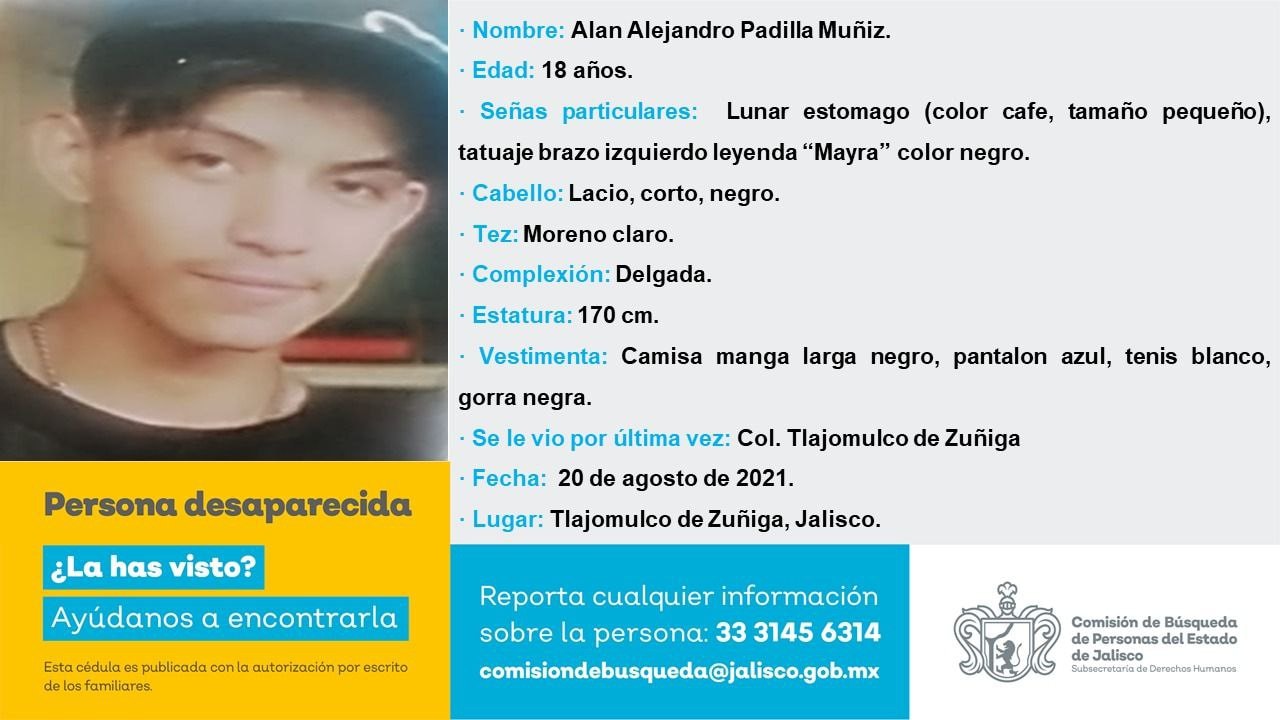 · Nombre: Alan Alejandro Padilla Muñiz.
· Edad: 18 años.
· Señas particulares: Lunar estomago (color cafe, tamaño pequeño),
tatuaje brazo izquierdo leyenda “Mayra” color negro.
· Cabello: Lacio, corto, negro.
· Tez: Moreno claro.
· Complexión: Delgada.
· Estatura: 170 cm.
· Vestimenta: Camisa manga larga negro, pantalon azul, tenis blanco,
gorra negra.
· Se le vio por última vez: Col. Tlajomulco de Zuñiga
· Fecha: 20 de agosto de 2021.
· Lugar: Tlajomulco de Zuñiga, Jalisco.
Persona desaparecida
¿La has visto?
Ayúdanos a encontrarla
Esta cédula es publicada con la autorización por escrito
de los familiares.
Reporta cualquier información
sobre la persona: 33 3145 6314
comisiondebusqueda@jalisco.gob.mx
Comisión de Búsqueda
de Personas del Estado
de Jalisco
Subsecretaría de Derechos Humanos